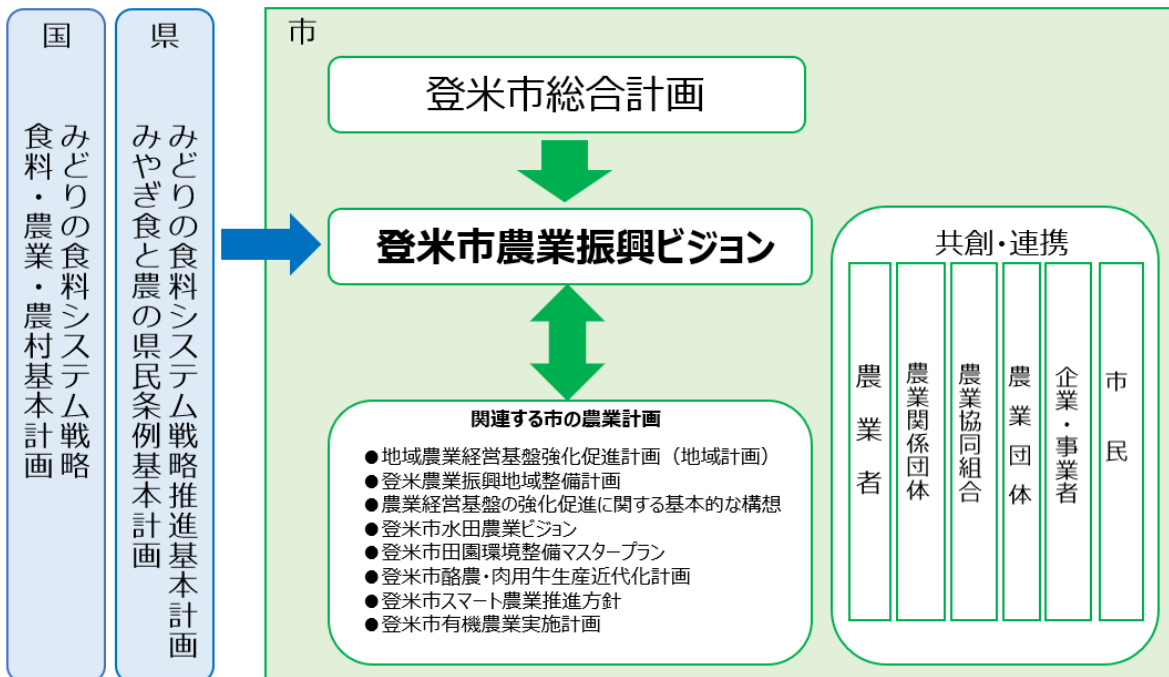 国
みどりの食料システム戦略
食料・農業・農村基本計画
県
みどりの食料システム戦略推進基本計画
みやぎ食と農の県民条例基本計画
市
登米市総合計画
登米市農業振興ビジョン
関連する市の農業計画
●地域農業経営基盤強化促進計画（地域計画）
●登米農業振興地域整備計画
●農業経営基盤の強化促進に関する基本的な構想
●登米市水田農業ビジョン
●登米市田園環境整備マスタープラン
●登米市酪農・肉用牛生産近代化計画
●登米市スマート農業推進方針
●登米市有機農業実施計画
共創・連携
農業者
農業関係団体
農業協同組合
農業団体
企業・事業者
市民